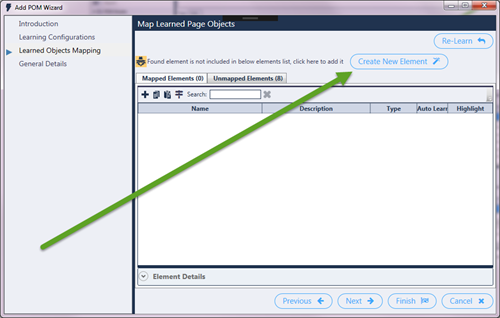 Add POM Wizard
Introduction
Learning Configurations
Learned Objects Mapping
General Details
Map Learned Page Objects
Re-Learn
Found element is not included in below elements list, click here to add it
Create New Element
Mapped Elements (0)
Unmapped Elements (8)
Search:
Name
Description
Type
Auto Learn
Highlight
Element Details
Previous
Next
Finish
Cancel